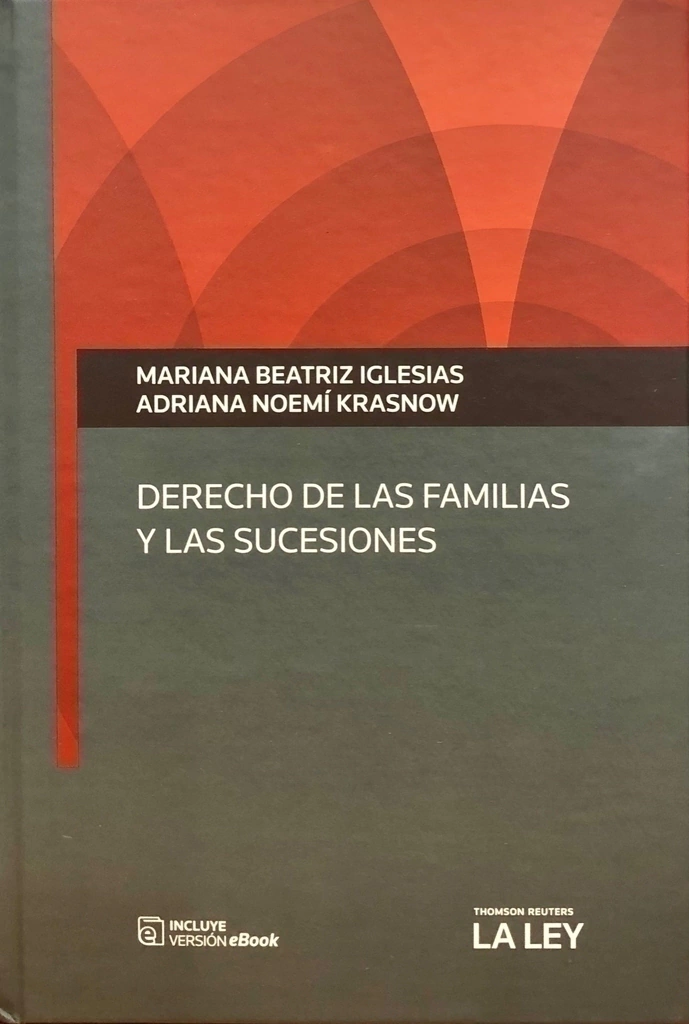 MARIANA BEATRIZ IGLESIAS
ADRIANA NOEMÍ KRASNOW
DERECHO DE LAS FAMILIAS
Y LAS SUCESIONES
INCLUYE
VERSIÓN eBook
THOMSON REUTERS
LA LEY